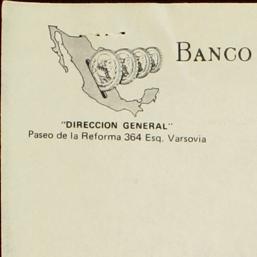 BANCO
"DIRECCION GENERAL"
Paseo de la Reforma 364 Esq. Varsovia